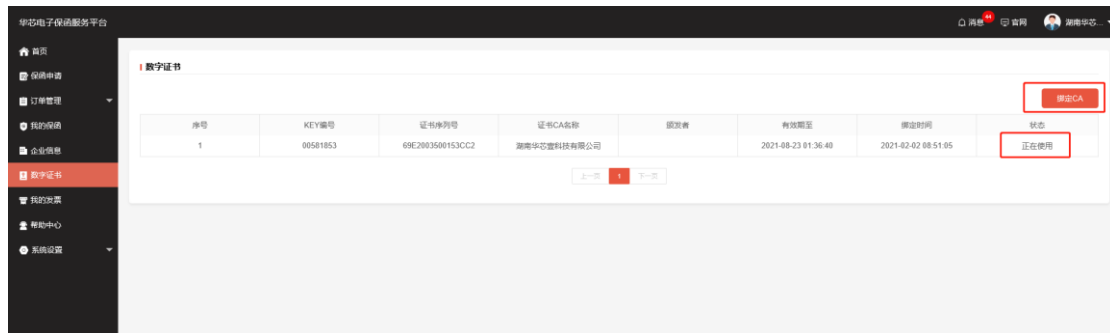 华芯电子保函服务平台
消息 44 官网 湖南华芯...
首页
保函申请
订单管理
我的保函
企业信息
数字证书
我的发票
帮助中心
系统设置
数字证书
绑定CA
序号 KEY编号 证书序列号 证书CA名称 颁发者 有效期至 绑定时间 状态
1 00581853 69E2003500153CC2 湖南华芯壹科技有限公司 2021-08-23 01:36:40 2021-02-02 08:51:05 正在使用
上一页 1 下一页